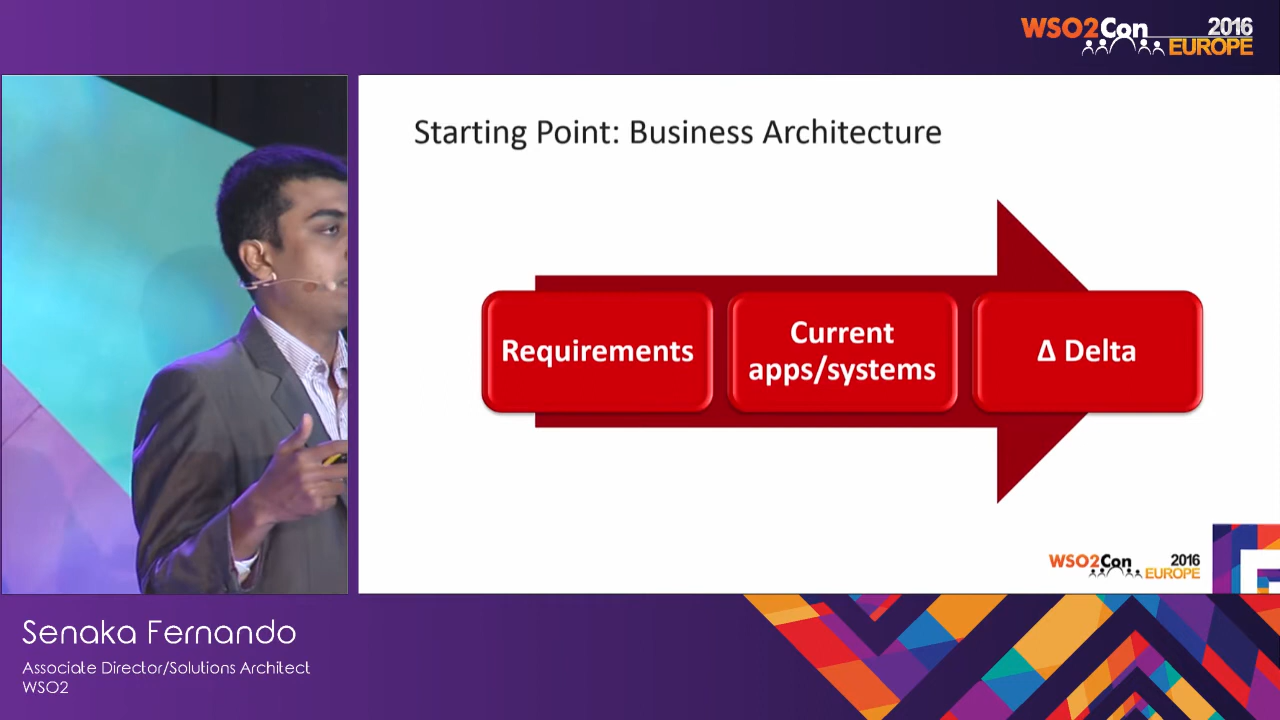 WSO2Con 2016
EUROPE
Starting Point: Business Architecture
Requirements
Current
apps/systems
Δ Delta
WSO2Con 2016
EUROPE
Senaka Fernando
Associate Director/Solutions Architect
WSO2